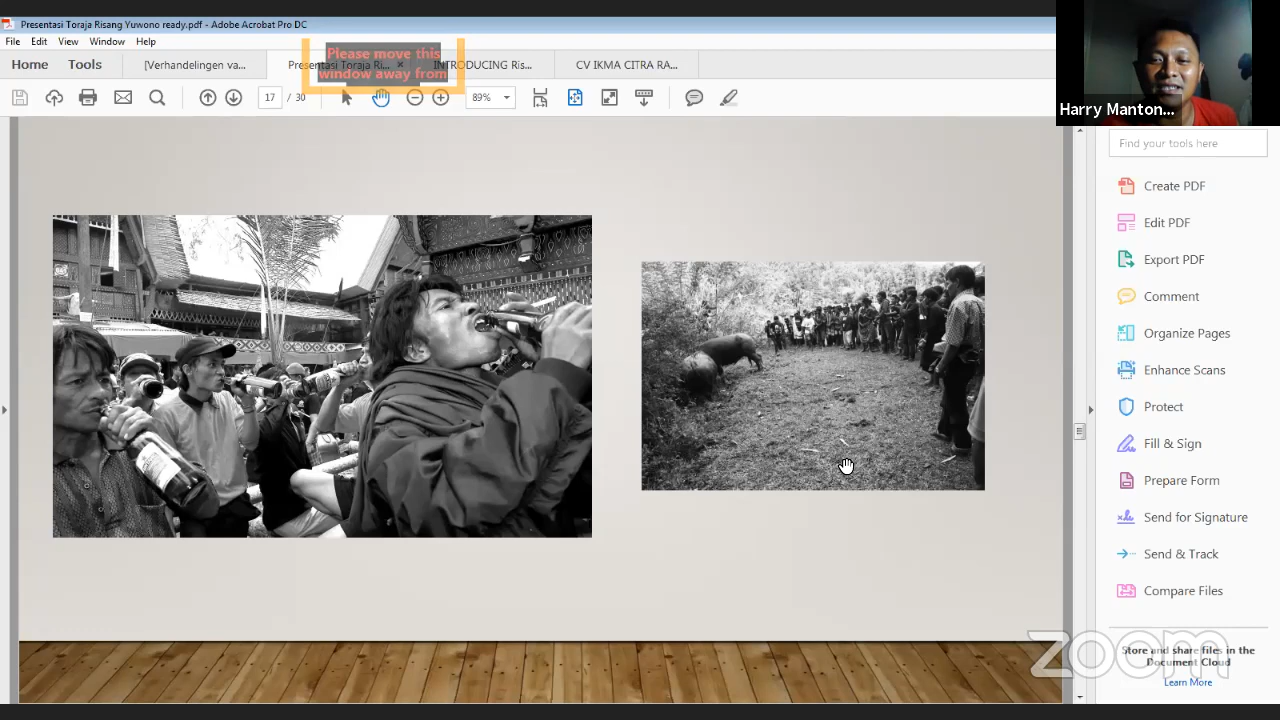 Presentasi Toraja Risang Yuwono ready.pdf - Adobe Acrobat Pro DC
File Edit View Window Help
Home Tools [Verhandelingen va... Presentasi Toraja Ri... × INTRODUCING Ris... CV IKMA CITRA RA...
Please move this
window away from
17 / 30 89%
Harry Manton...
Find your tools here
Create PDF
Edit PDF
Export PDF
Comment
Organize Pages
Enhance Scans
Protect
Fill & Sign
Prepare Form
Send for Signature
Send & Track
Compare Files
Store and share files in the
Document Cloud
Learn More
zoom